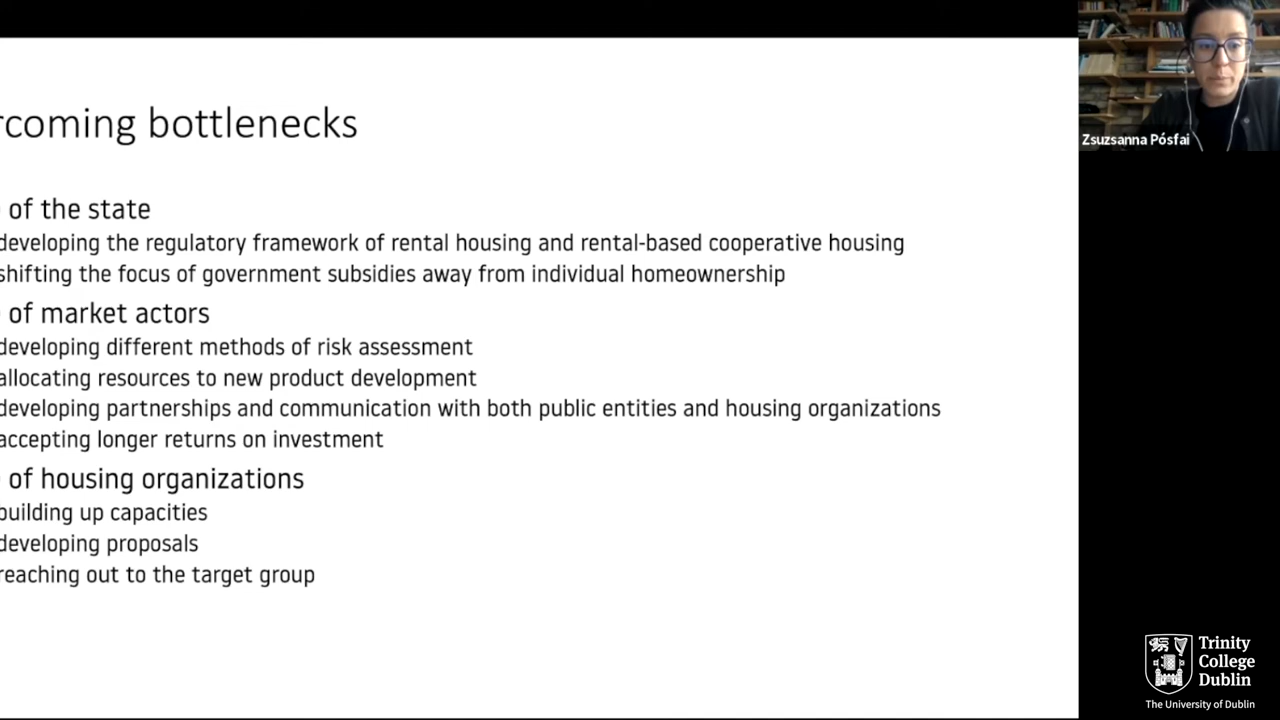 rcoming bottlenecks
of the state
developing the regulatory framework of rental housing and rental-based cooperative housing
shifting the focus of government subsidies away from individual homeownership
of market actors
developing different methods of risk assessment
allocating resources to new product development
developing partnerships and communication with both public entities and housing organizations
accepting longer returns on investment
of housing organizations
building up capacities
developing proposals
reaching out to the target group
Zsuzsanna Pósfai
Trinity
College
Dublin
The University of Dublin